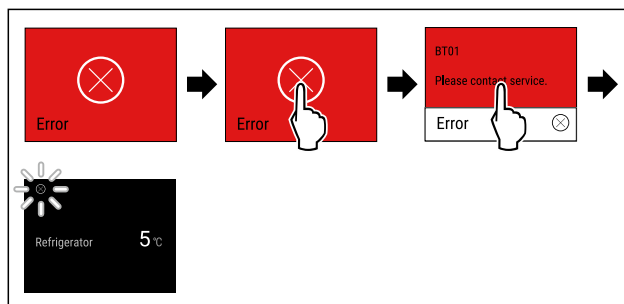 Error
Error
BT01
Please contact service.
Error
Refrigerator 5 °C